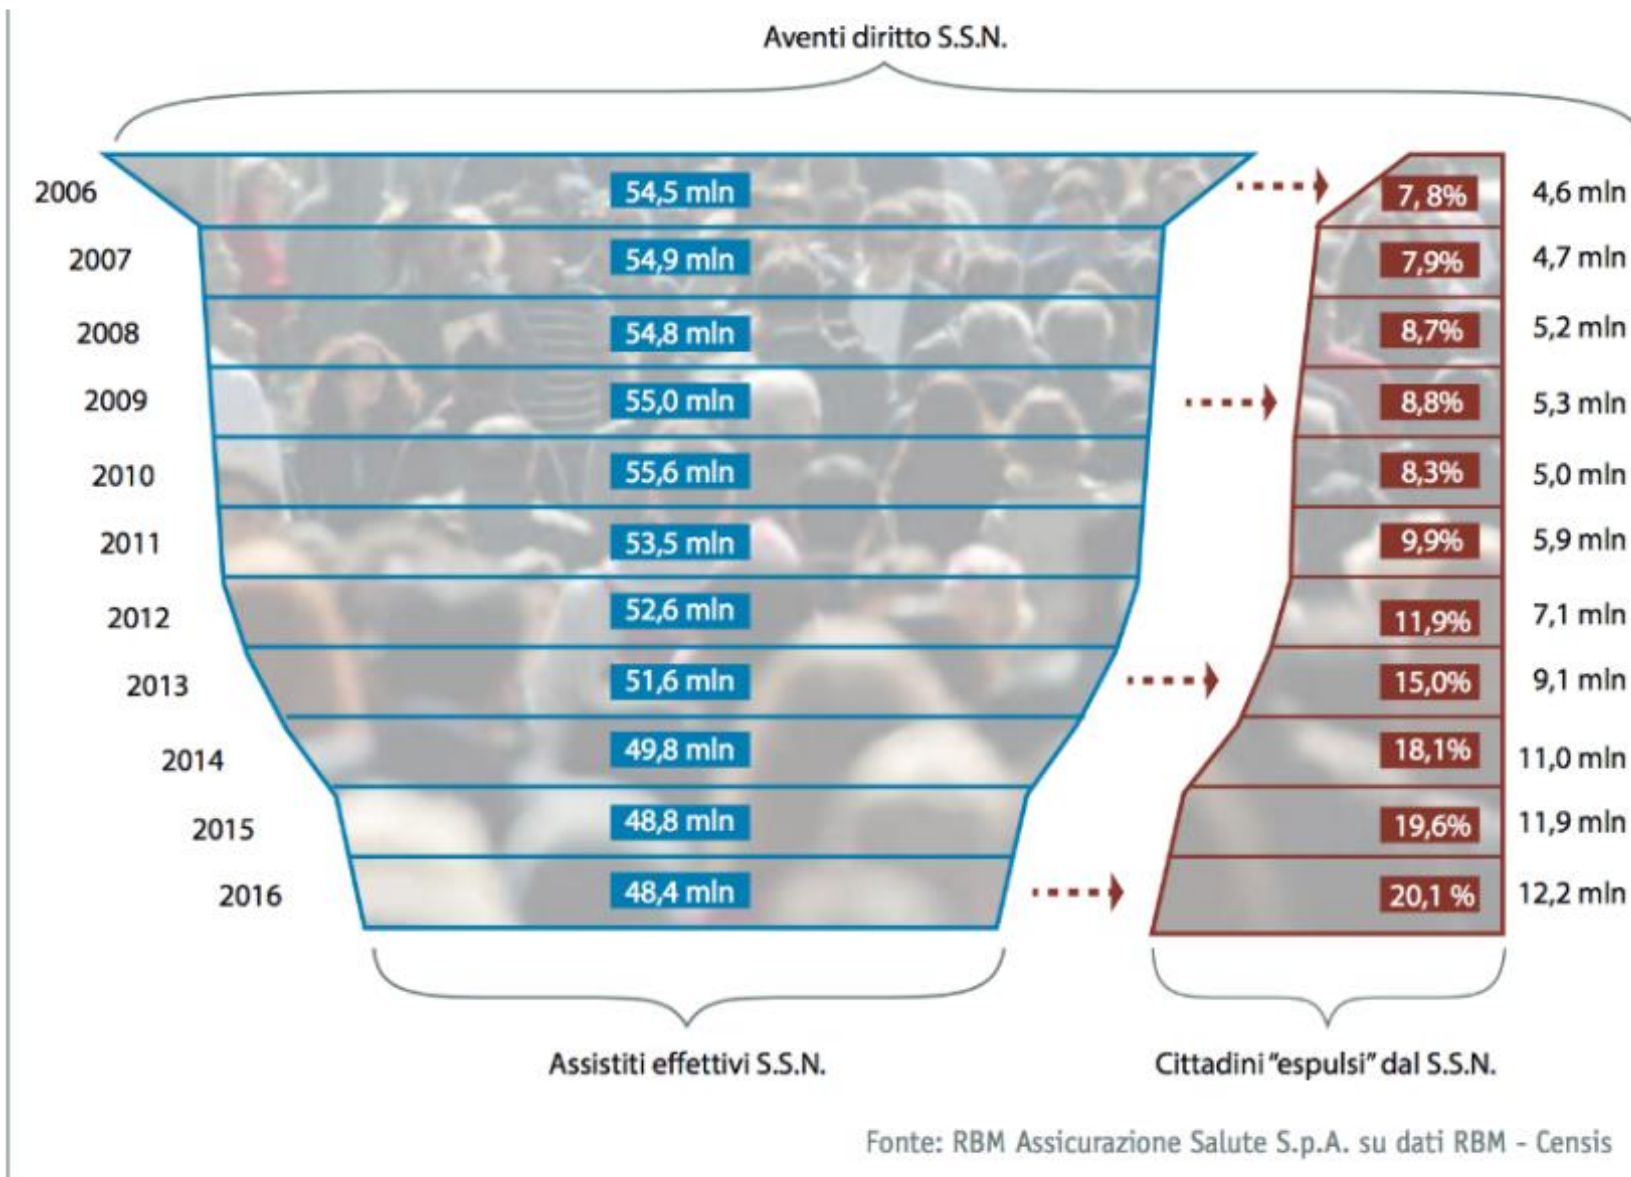 Aventi diritto S.S.N.
2006 54,5 mln 7, 8% 4,6 mln
2007 54,9 mln 7,9% 4,7 mln
2008 54,8 mln 8,7% 5,2 mln
2009 55,0 mln 8,8% 5,3 mln
2010 55,6 mln 8,3% 5,0 mln
2011 53,5 mln 9,9% 5,9 mln
2012 52,6 mln 11,9% 7,1 mln
2013 51,6 mln 15,0% 9,1 mln
2014 49,8 mln 18,1% 11,0 mln
2015 48,8 mln 19,6% 11,9 mln
2016 48,4 mln 20,1 % 12,2 mln
Assistiti effettivi S.S.N. Cittadini "espulsi" dal S.S.N.
Fonte: RBM Assicurazione Salute S.p.A. su dati RBM - Censis